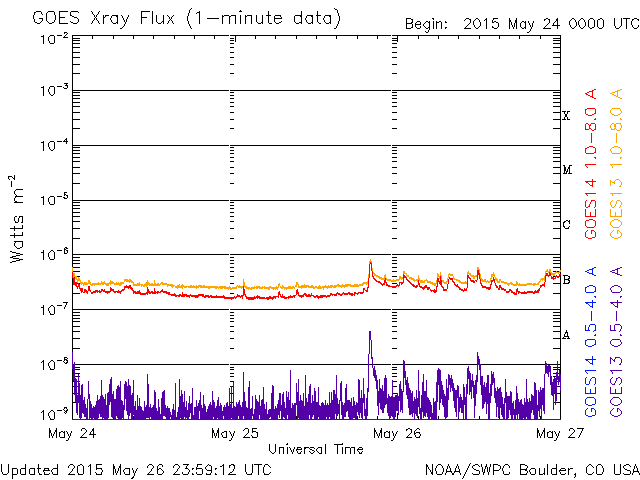 GOES Xray Flux (1-minute data)
Begin: 2015 May 24 0000 UTC
10-2
10-3
10-4
10-5
10-6
10-7
10-8
10-9
Watts m-2
X
M
C
B
A
GOES14 1.0-8.0 A
GOES13 1.0-8.0 A
GOES14 0.5-4.0 A
GOES13 0.5-4.0 A
May 24 May 25 May 26 May 27
Universal Time
Updated 2015 May 26 23:59:12 UTC
NOAA/SWPC Boulder, CO USA